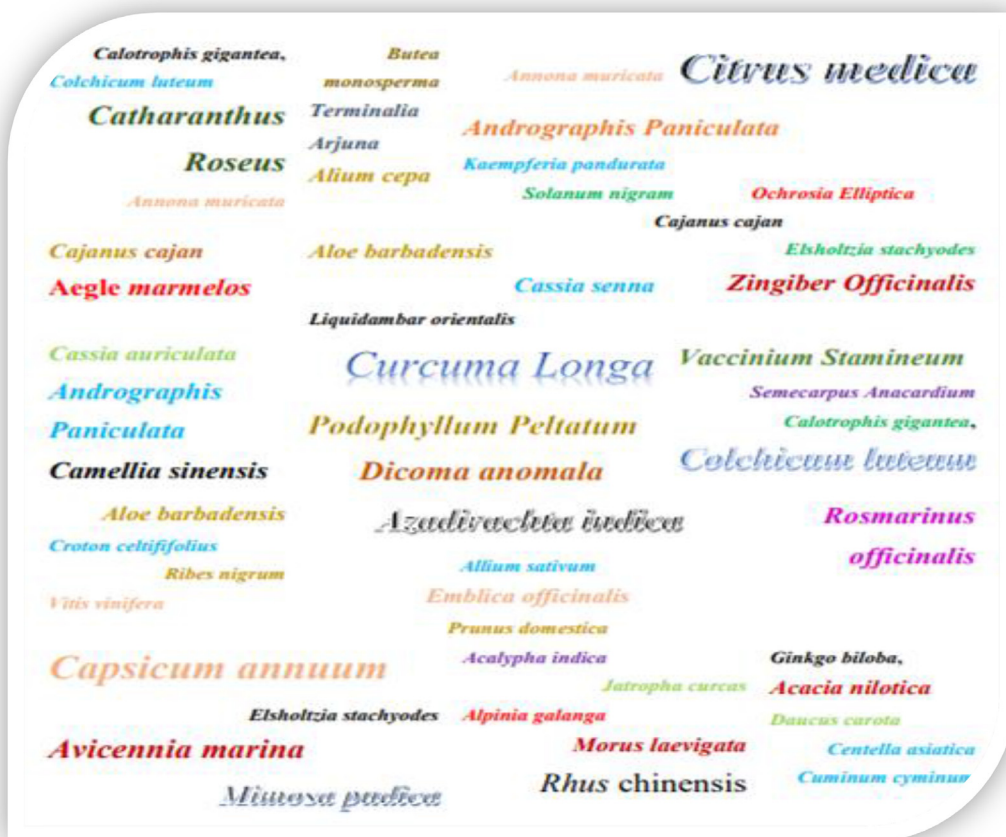 Calotrophis gigantea,
Colchicum luteum
Catharanthus
Roseus
Annona muricata
Cajanus cajan
Aegle marmelos
Cassia auriculata
Andrographis
Paniculata
Camellia sinensis
Aloe barbadensis
Croton celtififolius
Ribes nigrum
Vitis vinifera
Capsicum annuum
Elsholtzia stachyodes
Avicennia marina
Mimosa pudica
Butea
monosperma
Terminalia
Arjuna
Alium cepa
Aloe barbadensis
Liquidambar orientalis
Curcuma Longa
Podophyllum Peltatum
Dicoma anomala
Azadirachta indica
Annona muricata
Citrus medica
Andrographis Paniculata
Kaempferia pandurata
Solanum nigram
Ochrosia Elliptica
Cajanus cajan
Elsholtzia stachyodes
Cassia senna
Zingiber Officinalis
Vaccinium Stamineum
Semecarpus Anacardium
Calotrophis gigantea,
Colchicum luteum
Rosmarinus
officinalis
Allium sativum
Emblica officinalis
Prunus domestica
Acalypha indica
Jatropha curcas
Alpinia galanga
Morus laevigata
Rhus chinensis
Ginkgo biloba,
Acacia nilotica
Daucus carota
Centella asiatica
Cuminum cyminum